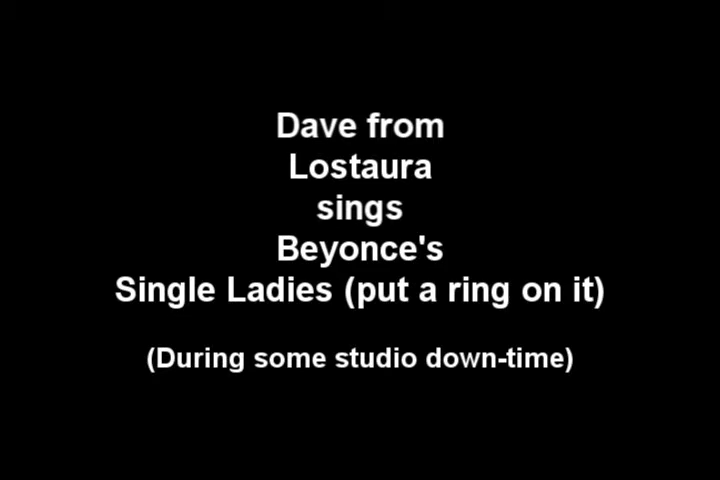 Dave from
Lostaura
sings
Beyonce's
Single Ladies (put a ring on it)
(During some studio down-time)